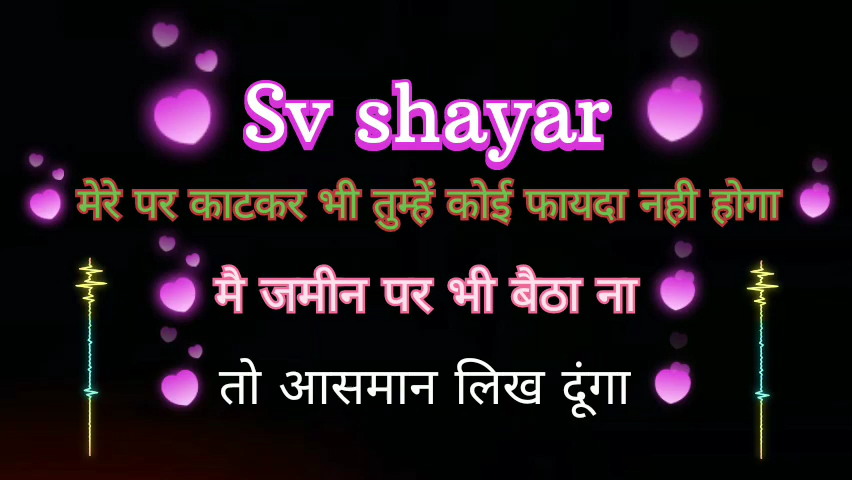 Sv shayar
मेरे पर काटकर भी तुम्हें कोई फायदा नही होगा
मै जमीन पर भी बैठा ना
तो आसमान लिख दूंगा